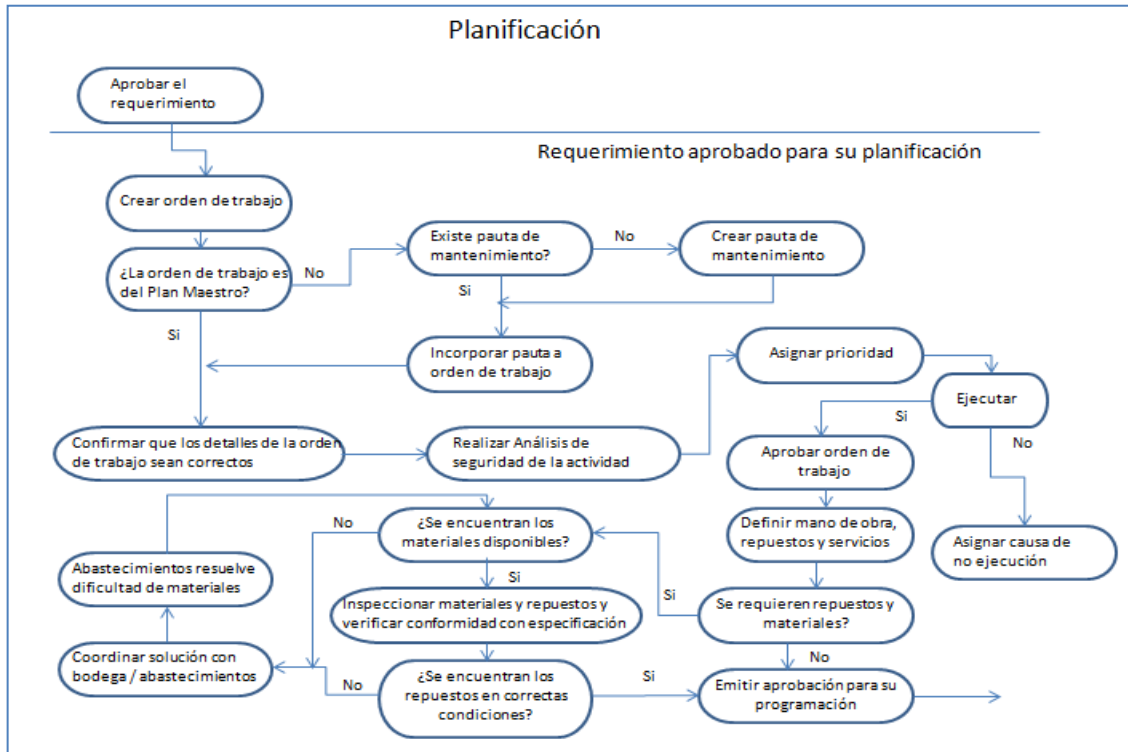 Planificación
Aprobar el
requerimiento
Requerimiento aprobado para su planificación
Crear orden de trabajo
¿La orden de trabajo es
del Plan Maestro?
No
Existe pauta de
mantenimiento?
No
Crear pauta de
mantenimiento
Si
Si
Incorporar pauta a
orden de trabajo
Asignar prioridad
Ejecutar
Si
No
Confirmar que los detalles de la orden
de trabajo sean correctos
Realizar Análisis de
seguridad de la actividad
Aprobar orden de
trabajo
No
¿Se encuentran los
materiales disponibles?
Definir mano de obra,
repuestos y servicios
Asignar causa de
no ejecución
Abastecimientos resuelve
dificultad de materiales
Si
Inspeccionar materiales y repuestos y
verificar conformidad con especificación
Si
Se requieren repuestos y
materiales?
Coordinar solución con
bodega / abastecimientos
No
¿Se encuentran los
repuestos en correctas
condiciones?
Si
No
Emitir aprobación para su
programación